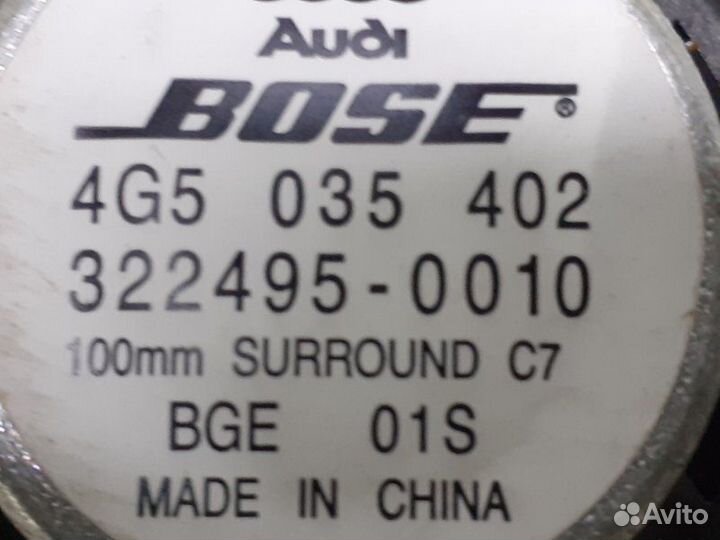 Audi
BOSE®
4G5 035 402
322495-0010
100mm SURROUND C7
BGE 01S
MADE IN CHINA
Avito